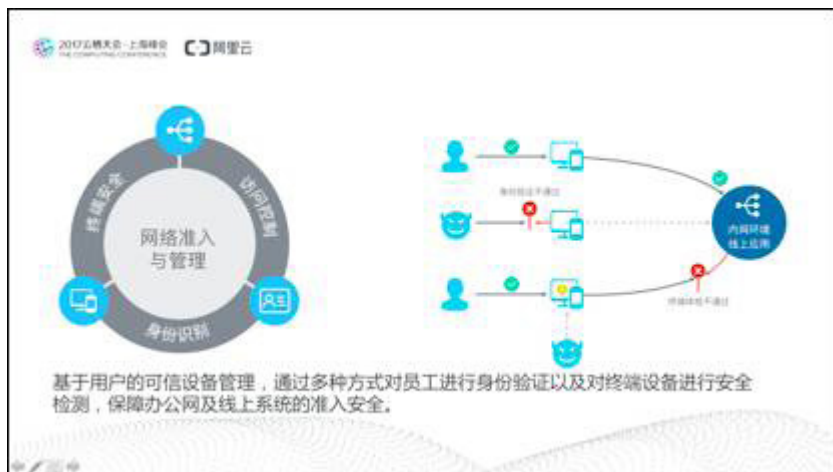 2017云栖大会·上海峰会
THE COMPUTING CONFERENCE
阿里云
终端安全
访问控制
网络准入
与管理
身份识别
身份验证不通过
内网环境
线上应用
终端体检不通过
基于用户的可信设备管理，通过多种方式对员工进行身份验证以及对终端设备进行安全
检测，保障办公网及线上系统的准入安全。